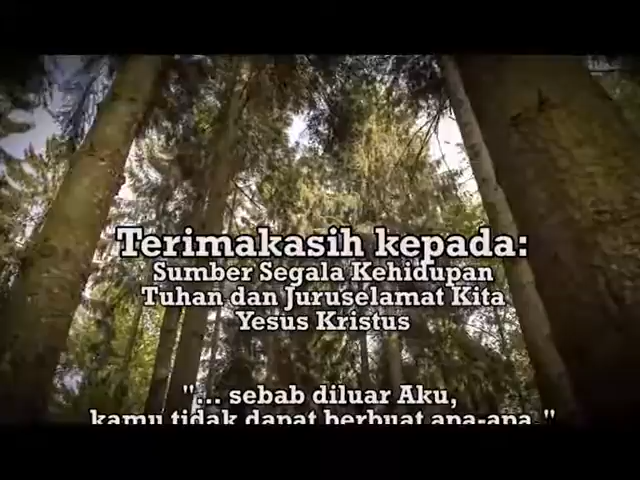 Terimakasih kepada:
Sumber Segala Kehidupan
Tuhan dan Juruselamat Kita
Yesus Kristus
"... sebab diluar Aku,
kamu tidak dapat berbuat apa-apa."